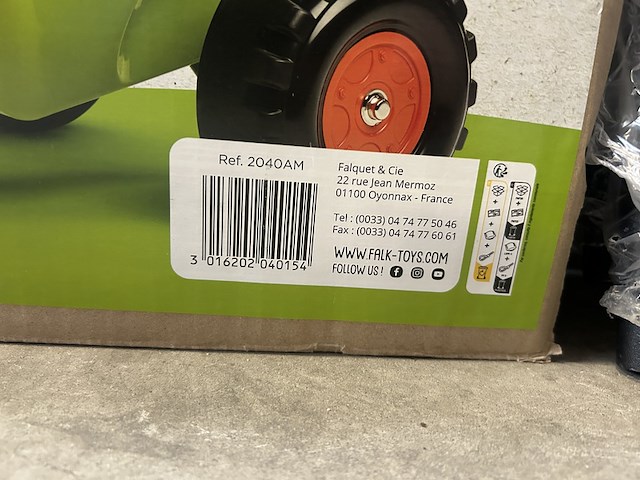 Ref. 2040AM
3 016202 040154
Falquet & Cie
22 rue Jean Mermoz
01100 Oyonnax - France
Tel : (0033) 04 74 77 50 46
Fax : (0033) 04 74 77 60 61
WWW.FALK-TOYS.COM
FOLLOW US !